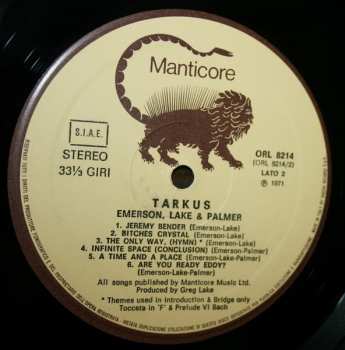 Manticore
S.I.A.E.
STEREO
33⅓ GIRI
ORL 8214
(ORL 8214/2)
LATO 2
Ⓟ 1971
TARKUS
EMERSON, LAKE & PALMER
1. JEREMY BENDER (Emerson-Lake)
2. BITCHES CRYSTAL (Emerson-Lake)
3. THE ONLY WAY, (HYMN) * (Emerson-Lake)
4. INFINITE SPACE (CONCLUSION) (Emerson-Palmer)
5. A TIME AND A PLACE (Emerson-Lake-Palmer)
6. ARE YOU READY EDDY?
(Emerson-Lake-Palmer)
All songs published by Manticore Music Ltd.
Produced by Greg Lake
* Themes used in Introduction & Bridge only
Toccata in 'F' & Prelude VI Bach